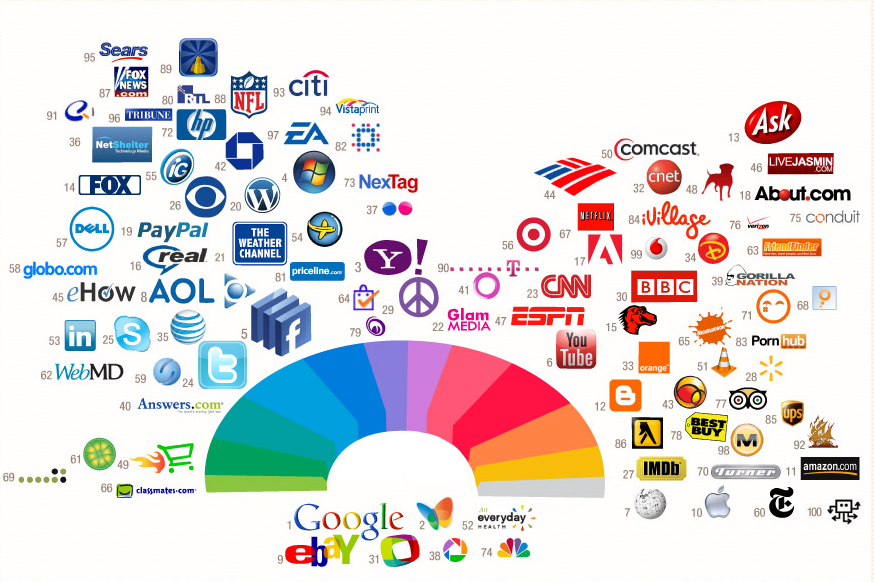 95 Sears
89
87 FOX NEWS .com
80 RTL
88 NFL
93 citi
94 Vistaprint
91
96 TRIBUNE
72 hp
97 EA
82
36 NetShelter
Technology Media
55 iG
14 FOX
26
20
4
73 NexTag
37
57 DELL
19 PayPal
16 real
21 THE WEATHER CHANNEL
54
58 globo.com
81 priceline.com
3 Y!
45 eHow
8 AOL
64
29
53 in
25 S
35
5 f
79
22 Glam MEDIA
62 WebMD
59
24 t
40 Answers.com
61
49
69
66 classmates.com
13 Ask
50 comcast
46 LIVEJASMIN .COM
44
32 cnet
48
18 About.com
67 NETFLIX
84 iVillage
76 verizon
75 conduit
56
17
99
34
63 FriendFinder
90 T
41
23 CNN
30 BBC
39 GORILLA NATION
47 ESPN
15
71
68
6 You Tube
65
83 Pornhub
33 orange
51
28
12
43
77
85 ups
86
78 BEST BUY
98 M
92
27 IMDb
70 Turner
11 amazon.com
7
10
60 T
100
1 Google
2
52 An everyday HEALTH
9 ebaY
31
38
74